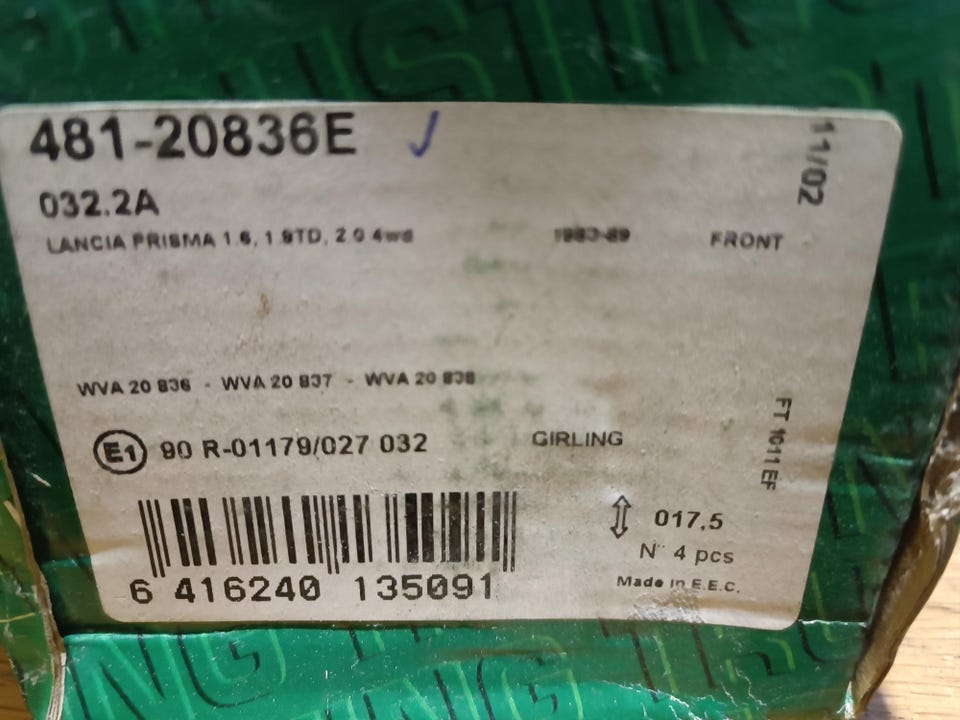 481-20836E
11/02
032.2A
LANCIA PRISMA 1.6, 1.9TD, 2.0 4wd 1983-89 FRONT
WVA 20 836 - WVA 20 837 - WVA 20 838
FT 1011 EF
E1 90 R-01179/027 032 GIRLING
017,5
N° 4 pcs
Made in E.E.C.
6 416240 135091